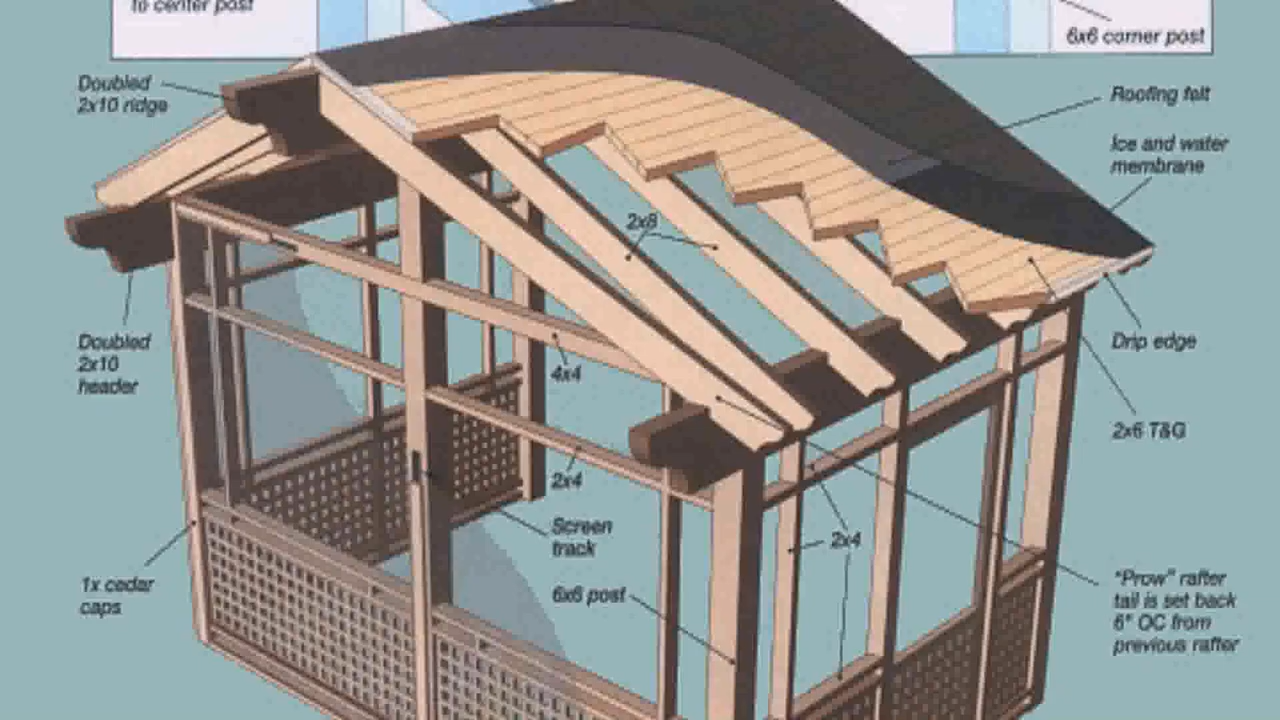 to center post
6x6 corner post
Doubled
2x10 ridge
Roofing felt
Ice and water
membrane
2x8
Doubled
2x10
header
4x4
Drip edge
2x6 T&G
2x4
Screen
track
2x4
1x cedar
caps
6x6 post
"Prow" rafter
tail is set back
6" OC from
previous rafter